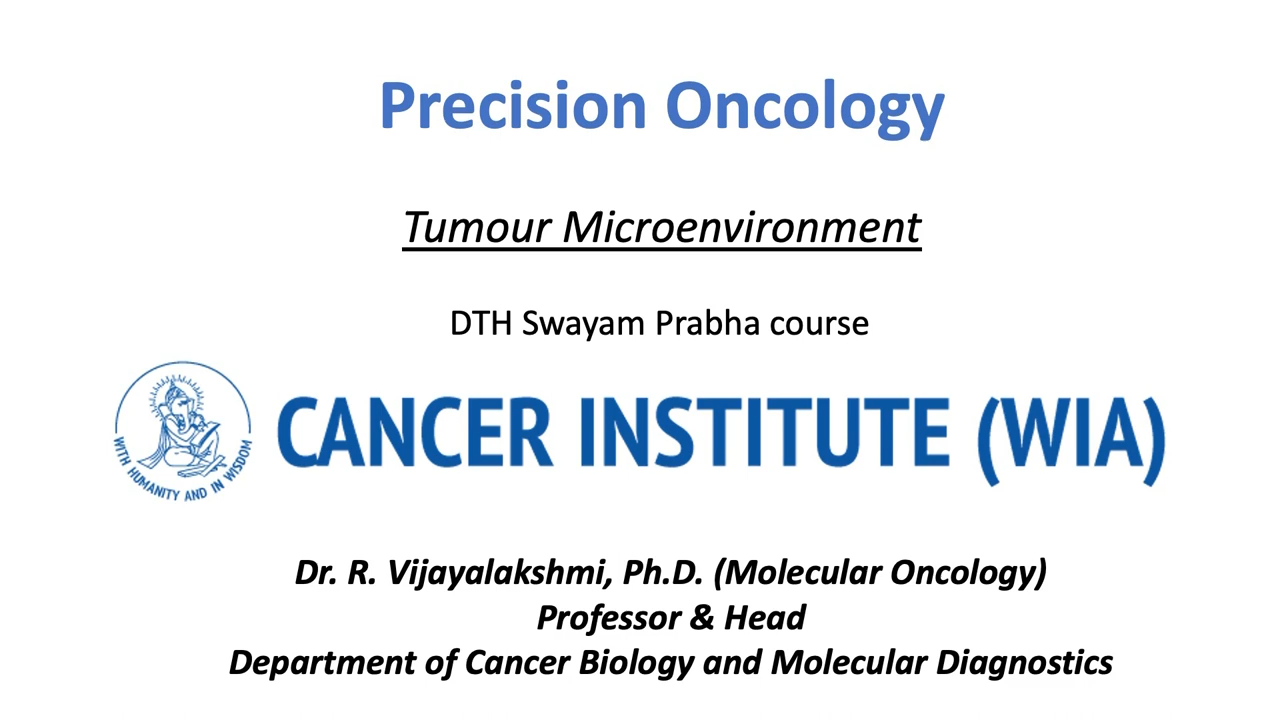 Precision Oncology
Tumour Microenvironment
DTH Swayam Prabha course
WITH HUMANITY AND IN WISDOM
CANCER INSTITUTE (WIA)
Dr. R. Vijayalakshmi, Ph.D. (Molecular Oncology)
Professor & Head
Department of Cancer Biology and Molecular Diagnostics